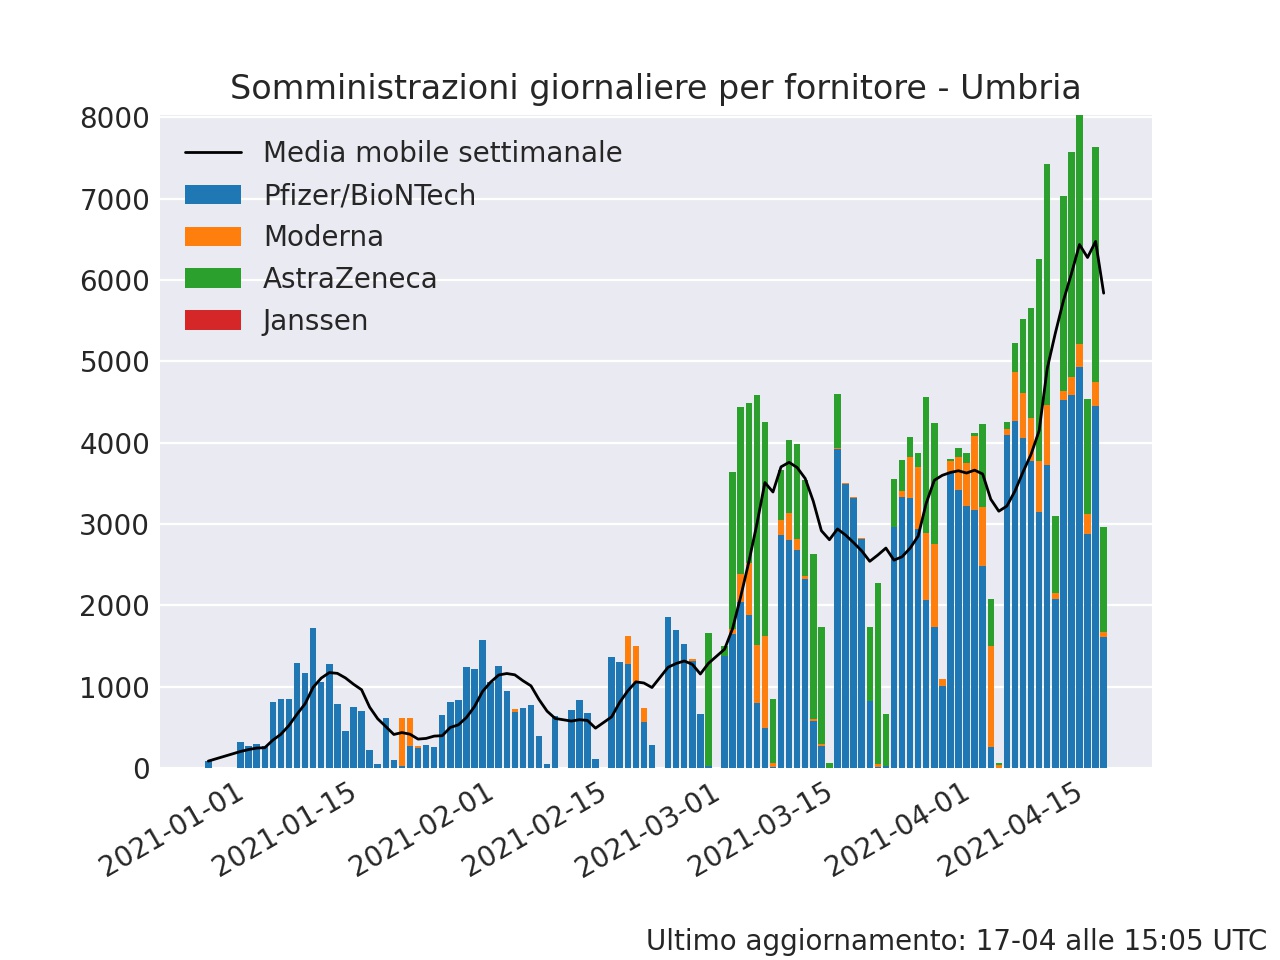 Somministrazioni giornaliere per fornitore - Umbria
8000
7000
6000
5000
4000
3000
2000
1000
0
Media mobile settimanale
Pfizer/BioNTech
Moderna
AstraZeneca
Janssen
2021-01-01
2021-01-15
2021-02-01
2021-02-15
2021-03-01
2021-03-15
2021-04-01
2021-04-15
Ultimo aggiornamento: 17-04 alle 15:05 UTC